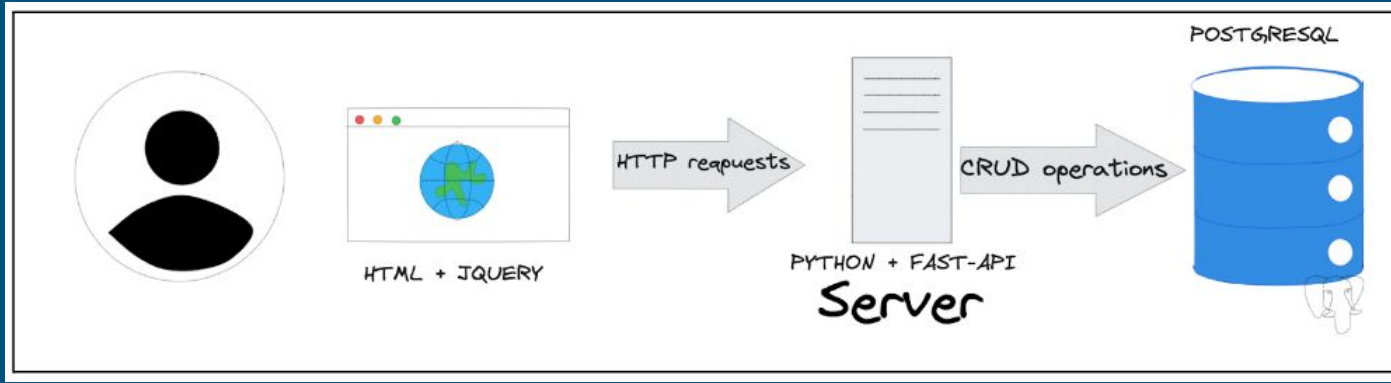 POSTGRESQL
HTTP reqpuests
CRUD operations
HTML + JQUERY
PYTHON + FAST-API
Server